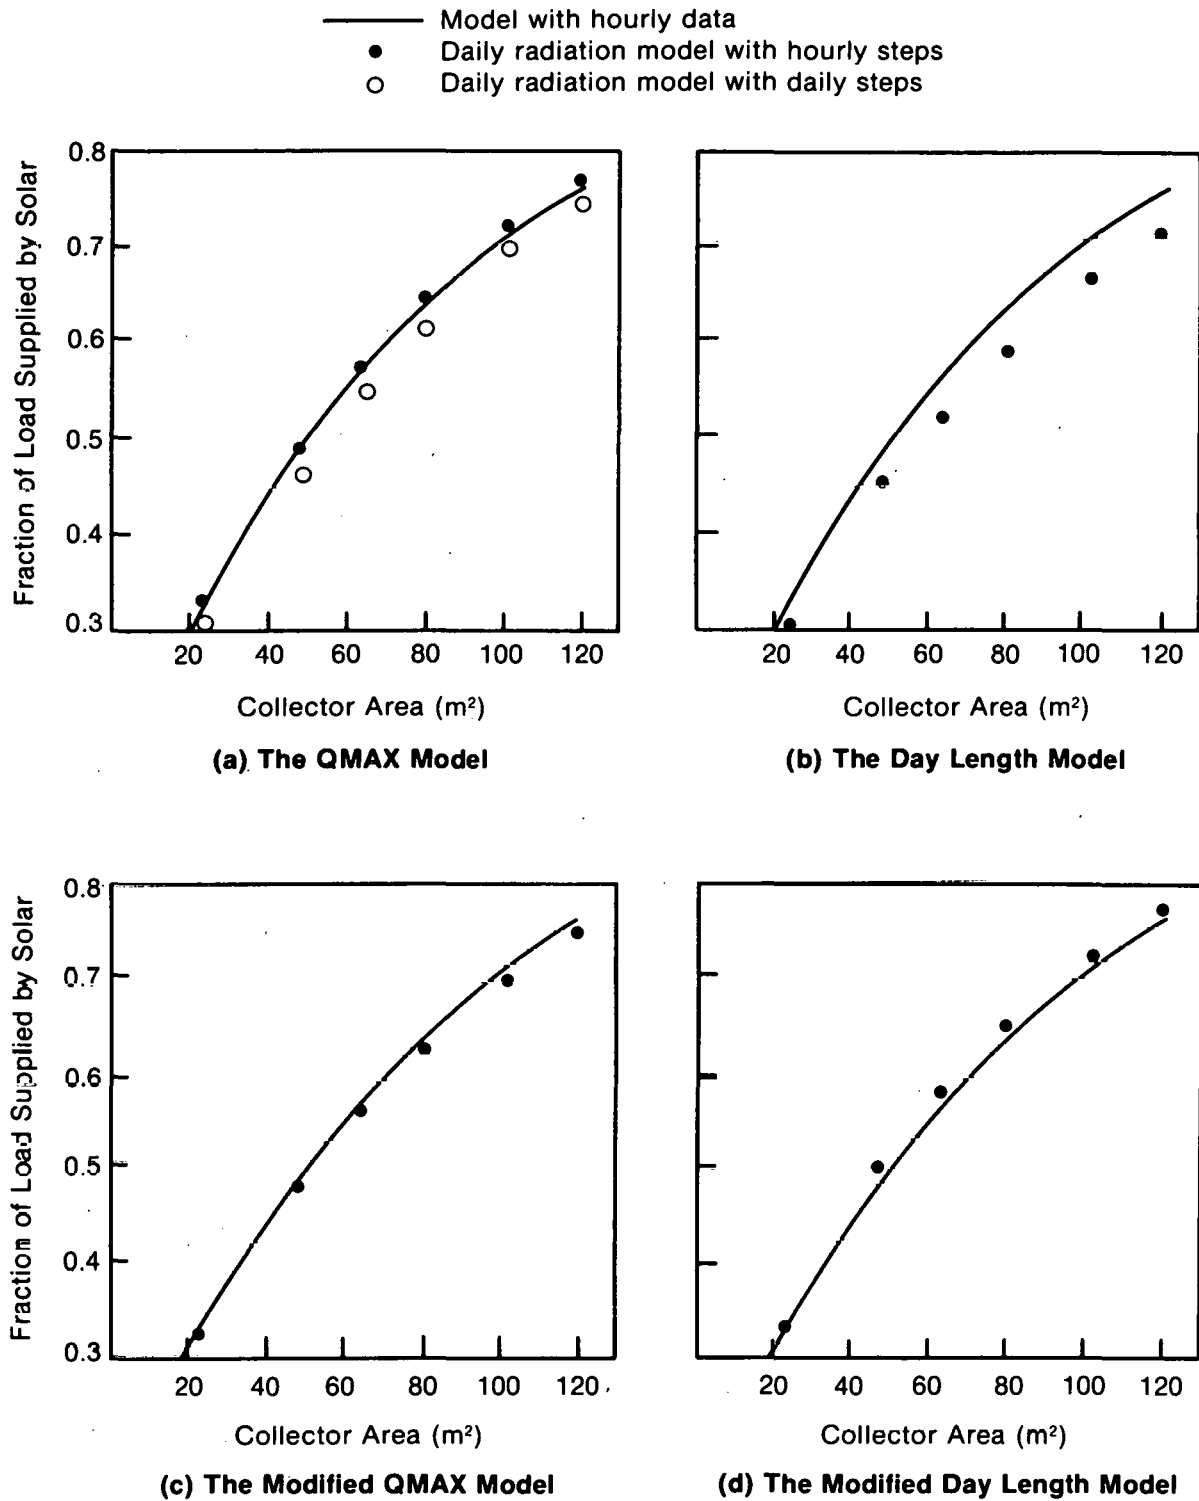 Model with hourly data
Daily radiation model with hourly steps
Daily radiation model with daily steps
Fraction of Load Supplied by Solar
0.8
0.7
0.6
0.5
0.4
0.3
20 40 60 80 100 120
Collector Area (m²)
(a) The QMAX Model
20 40 60 80 100 120
Collector Area (m²)
(b) The Day Length Model
Fraction of Load Supplied by Solar
0.8
0.7
0.6
0.5
0.4
0.3
20 40 60 80 100 120
Collector Area (m²)
(c) The Modified QMAX Model
20 40 60 80 100 120
Collector Area (m²)
(d) The Modified Day Length Model